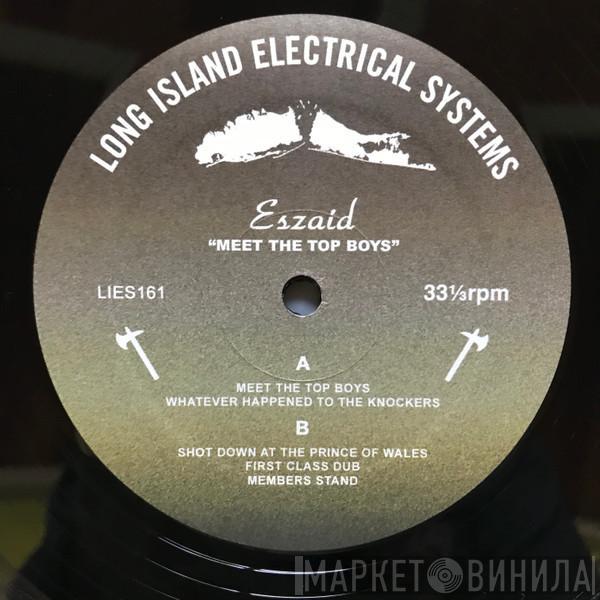 LONG ISLAND ELECTRICAL SYSTEMS
Eszaid
"MEET THE TOP BOYS"
LIES161
33⅓rpm
A
MEET THE TOP BOYS
WHATEVER HAPPENED TO THE KNOCKERS
B
SHOT DOWN AT THE PRINCE OF WALES
FIRST CLASS DUB
MEMBERS STAND
МАРКЕТ ВИНИЛА